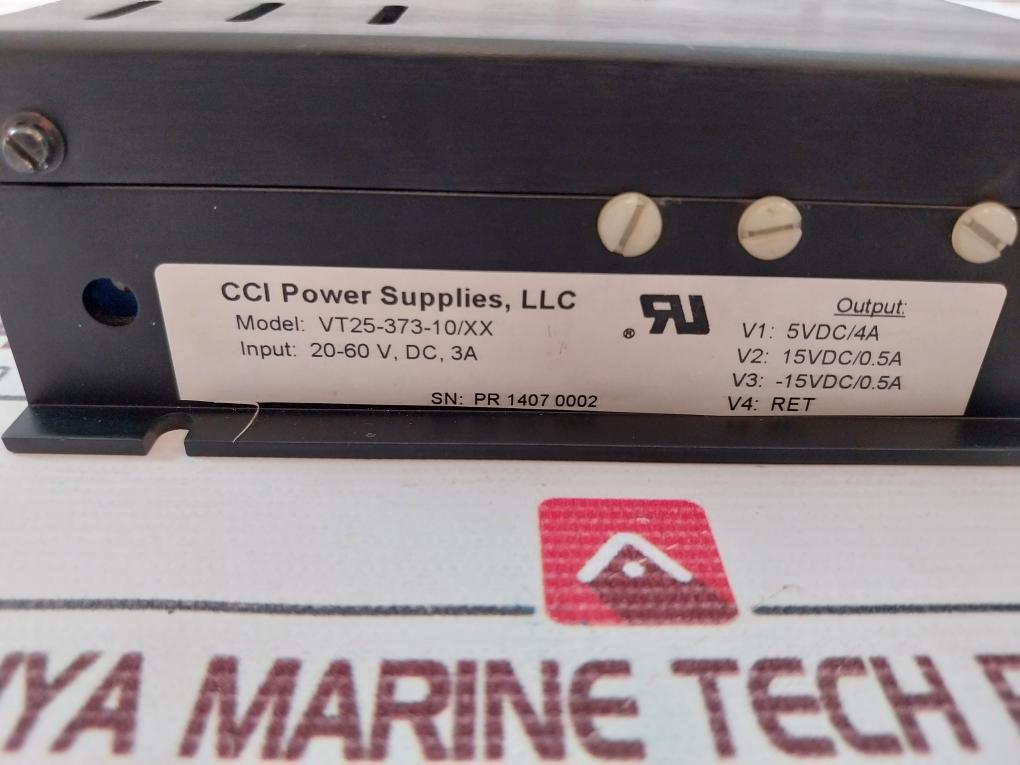 CCI Power Supplies, LLC
Model: VT25-373-10/XX
Input: 20-60 V, DC, 3A
SN: PR 1407 0002
®
Output:
V1: 5VDC/4A
V2: 15VDC/0.5A
V3: -15VDC/0.5A
V4: RET
MARINE TECH